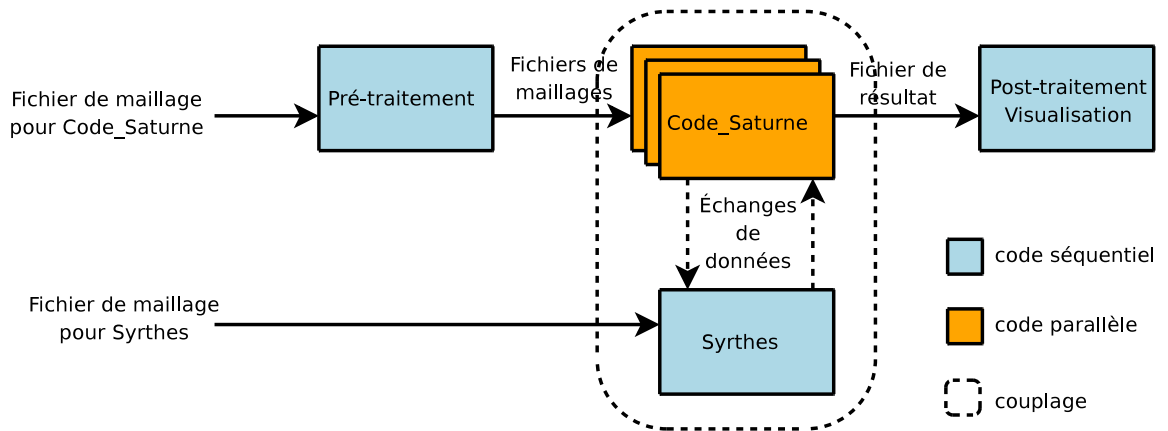 Fichier de maillage
pour Code_Saturne
Pré-traitement
Fichiers de
maillages
Code_Saturne
Fichier de
résultat
Post-traitement
Visualisation
Échanges
de
données
Fichier de maillage
pour Syrthes
Syrthes
code séquentiel
code parallèle
couplage